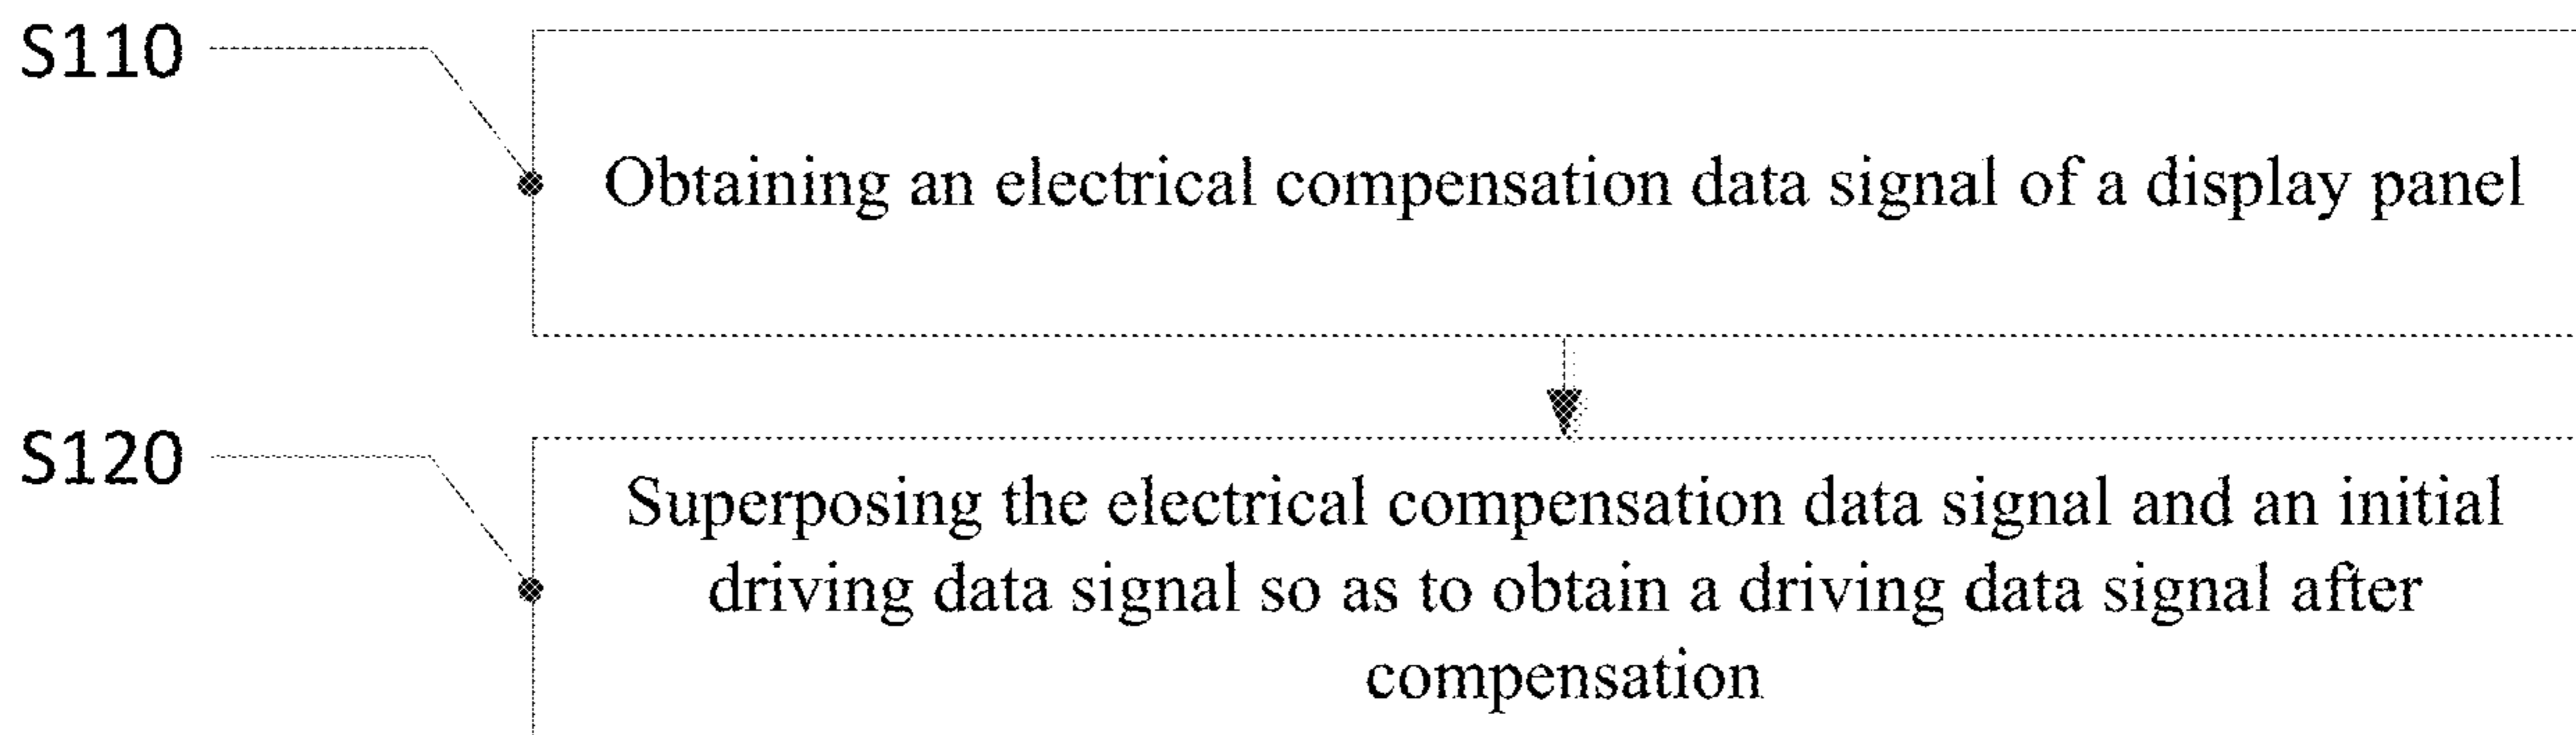 S110
Obtaining an electrical compensation data signal of a display panel
S120
Superposing the electrical compensation data signal and an initial
driving data signal so as to obtain a driving data signal after
compensation